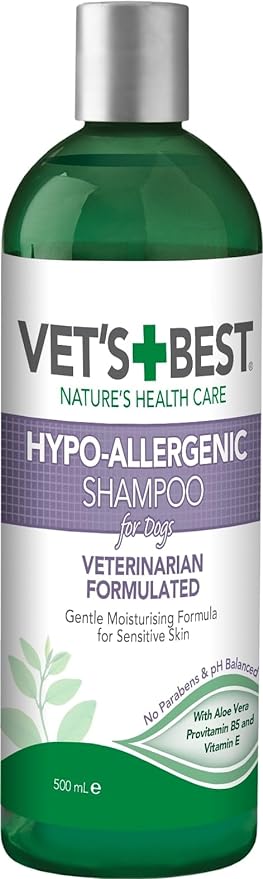 VET'S+BEST®
NATURE'S HEALTH CARE
HYPO-ALLERGENIC
SHAMPOO
for Dogs
VETERINARIAN
FORMULATED
Gentle Moisturising Formula
for Sensitive Skin
No Parabens & pH Balanced
With Aloe Vera
Provitamin B5 and
Vitamin E
500 mL ℮